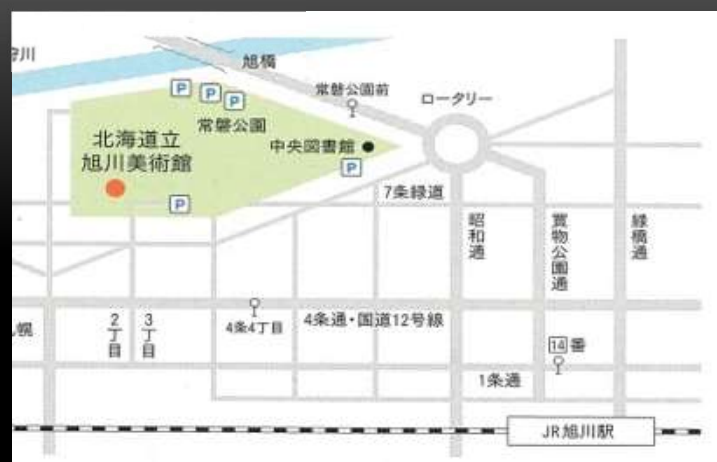 旭橋
P
P
P
常磐公園前
ロータリー
常磐公園
北海道立
旭川美術館
中央図書館
P
P
7条緑道
昭和通
買物公園通
緑橋通
2丁目
3丁目
4条4丁目
4条通・国道12号線
14番
1条通
JR旭川駅